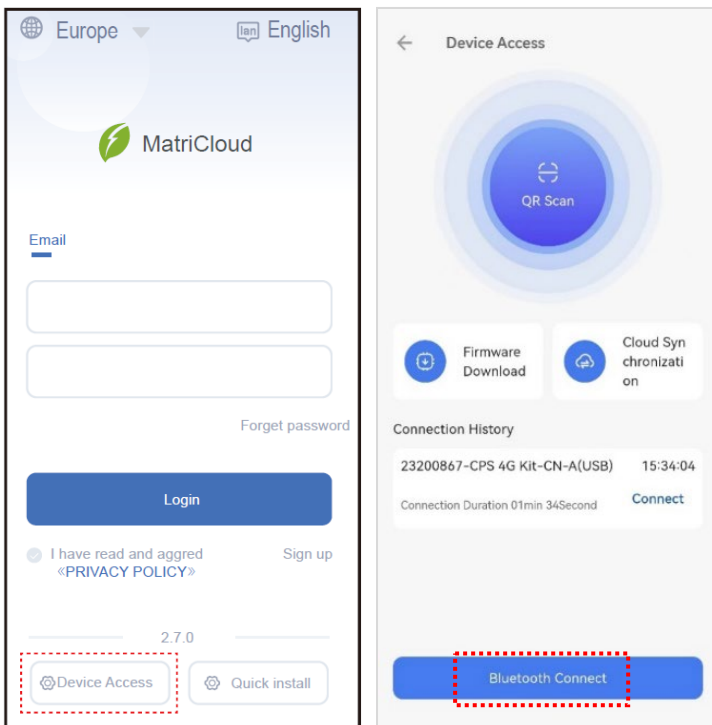 Europe
lan English
MatriCloud
Email
Forget password
Login
I have read and aggred
«PRIVACY POLICY»
Sign up
2.7.0
Device Access
Quick install
Device Access
QR Scan
Firmware
Download
Cloud Syn
chronizati
on
Connection History
23200867-CPS 4G Kit-CN-A(USB) 15:34:04
Connection Duration 01min 34Second Connect
Bluetooth Connect